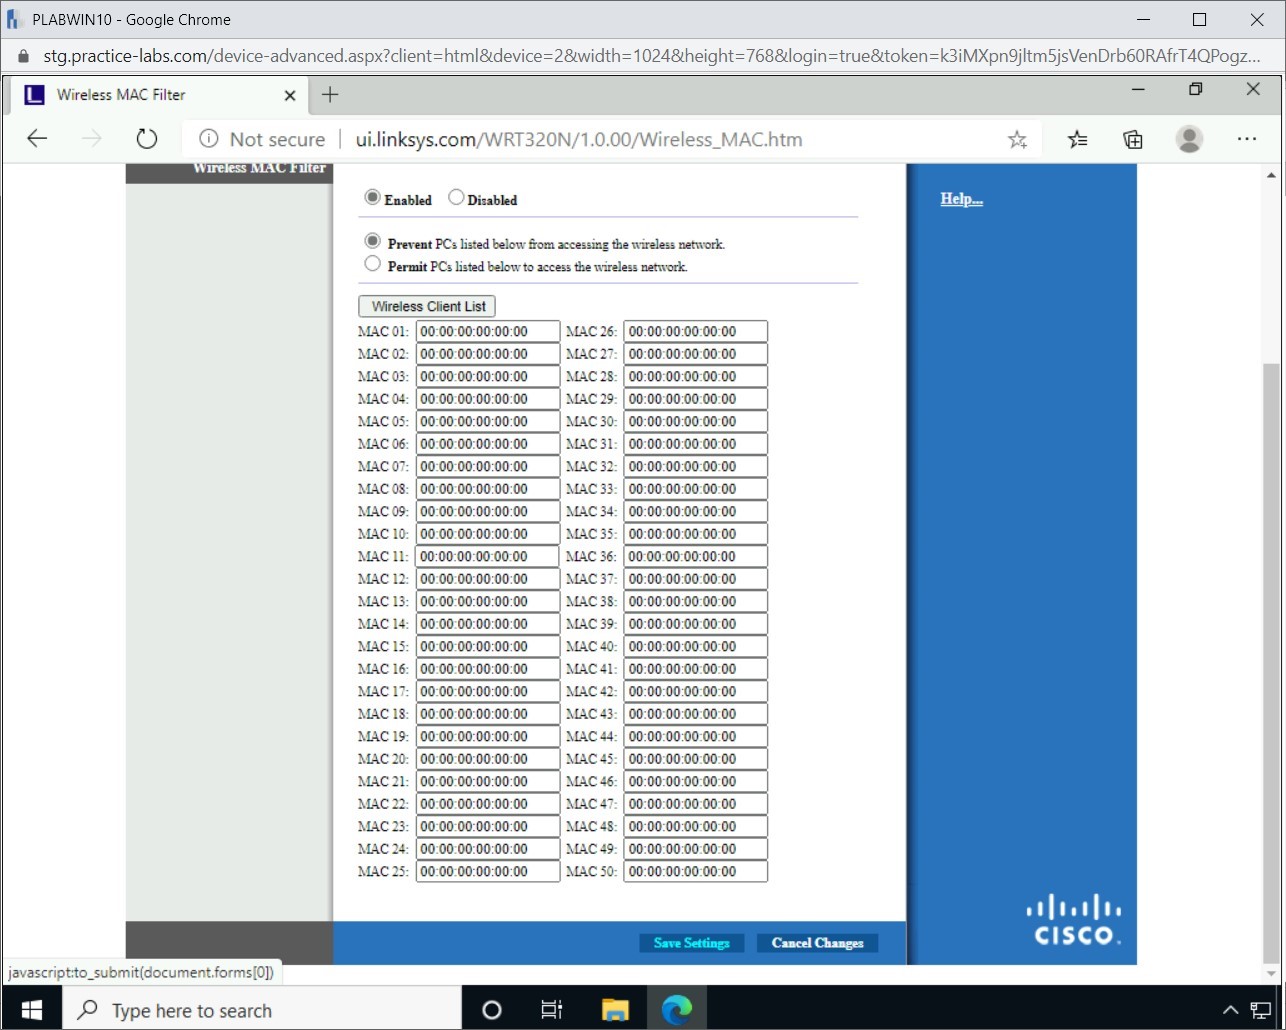 PLABWIN10 - Google Chrome
stg.practice-labs.com/device-advanced.aspx?client=html&device=2&width=1024&height=768&login=true&token=k3iMXpn9jltm5jsVenDrb60RAfrT4QPogz...
Wireless MAC Filter
Not secure
ui.linksys.com/WRT320N/1.0.00/Wireless_MAC.htm
Wireless MAC Filter
Enabled Disabled
Help...
Prevent PCs listed below from accessing the wireless network.
Permit PCs listed below to access the wireless network.
Wireless Client List
MAC 01: 00:00:00:00:00:00 MAC 26: 00:00:00:00:00:00
MAC 02: 00:00:00:00:00:00 MAC 27: 00:00:00:00:00:00
MAC 03: 00:00:00:00:00:00 MAC 28: 00:00:00:00:00:00
MAC 04: 00:00:00:00:00:00 MAC 29: 00:00:00:00:00:00
MAC 05: 00:00:00:00:00:00 MAC 30: 00:00:00:00:00:00
MAC 06: 00:00:00:00:00:00 MAC 31: 00:00:00:00:00:00
MAC 07: 00:00:00:00:00:00 MAC 32: 00:00:00:00:00:00
MAC 08: 00:00:00:00:00:00 MAC 33: 00:00:00:00:00:00
MAC 09: 00:00:00:00:00:00 MAC 34: 00:00:00:00:00:00
MAC 10: 00:00:00:00:00:00 MAC 35: 00:00:00:00:00:00
MAC 11: 00:00:00:00:00:00 MAC 36: 00:00:00:00:00:00
MAC 12: 00:00:00:00:00:00 MAC 37: 00:00:00:00:00:00
MAC 13: 00:00:00:00:00:00 MAC 38: 00:00:00:00:00:00
MAC 14: 00:00:00:00:00:00 MAC 39: 00:00:00:00:00:00
MAC 15: 00:00:00:00:00:00 MAC 40: 00:00:00:00:00:00
MAC 16: 00:00:00:00:00:00 MAC 41: 00:00:00:00:00:00
MAC 17: 00:00:00:00:00:00 MAC 42: 00:00:00:00:00:00
MAC 18: 00:00:00:00:00:00 MAC 43: 00:00:00:00:00:00
MAC 19: 00:00:00:00:00:00 MAC 44: 00:00:00:00:00:00
MAC 20: 00:00:00:00:00:00 MAC 45: 00:00:00:00:00:00
MAC 21: 00:00:00:00:00:00 MAC 46: 00:00:00:00:00:00
MAC 22: 00:00:00:00:00:00 MAC 47: 00:00:00:00:00:00
MAC 23: 00:00:00:00:00:00 MAC 48: 00:00:00:00:00:00
MAC 24: 00:00:00:00:00:00 MAC 49: 00:00:00:00:00:00
MAC 25: 00:00:00:00:00:00 MAC 50: 00:00:00:00:00:00
CISCO.
Save Settings Cancel Changes
javascript:to_submit(document.forms[0])
Type here to search